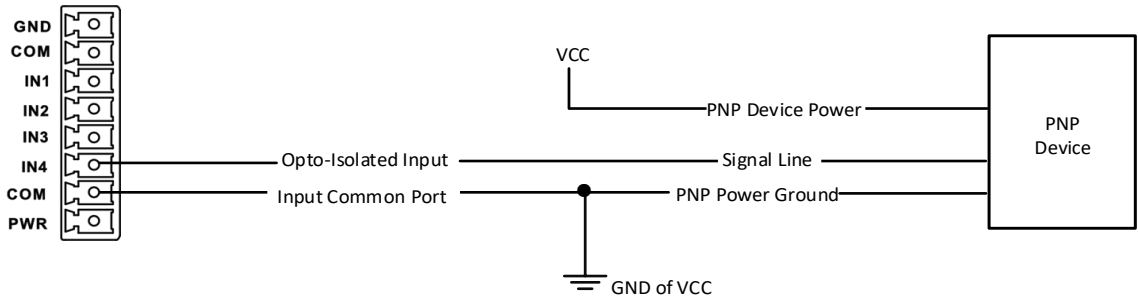 GND
COM
IN1
IN2
IN3
IN4
COM
PWR
VCC
PNP Device Power
Opto-Isolated Input
Signal Line
Input Common Port
PNP Power Ground
GND of VCC
PNP
Device